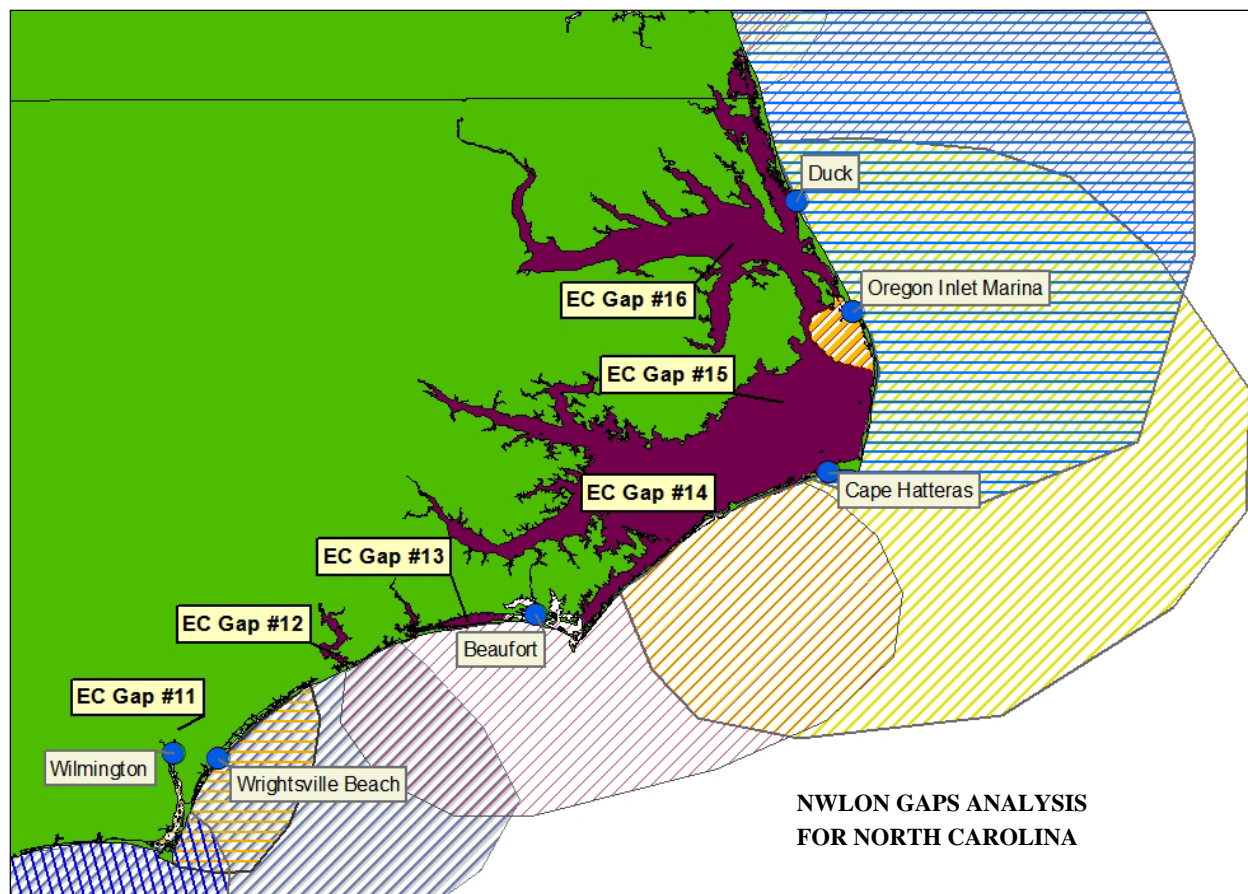 Duck
EC Gap #16
Oregon Inlet Marina
EC Gap #15
EC Gap #14
Cape Hatteras
EC Gap #13
EC Gap #12
Beaufort
EC Gap #11
Wilmington
Wrightsville Beach
NWLON GAPS ANALYSIS
FOR NORTH CAROLINA